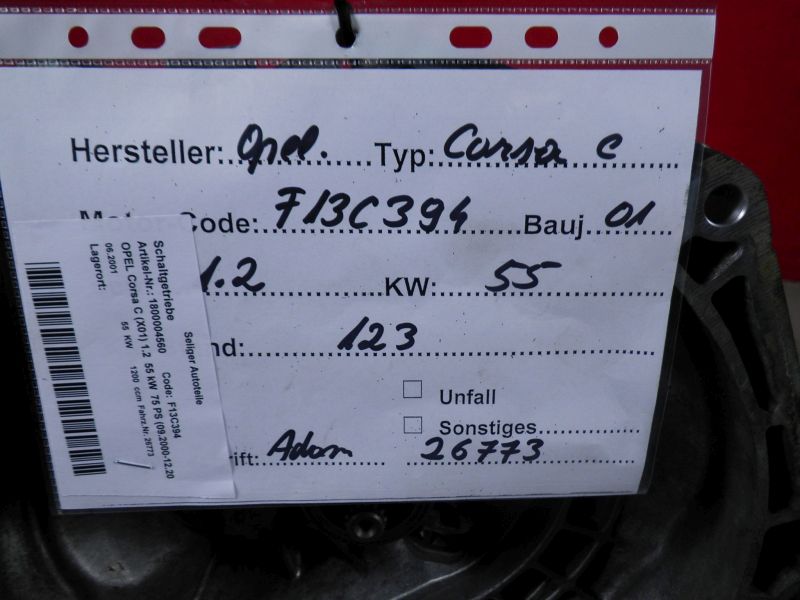 Hersteller: Opel. Typ: Corsa C
Code: F13C394 Bauj 01
1.2 KW: 55
nd: 123
Unfall
Sonstiges
ift: Adam 26773
Seliger Autoteile
Schaltgetriebe Code: F13C394
Artikel-Nr.: 1800004560
OPEL Corsa C (X01) 1.2 55 kW 75 PS (09.2000-12.20
06.2001 55 KW 1200 ccm Fahrz.Nr. 26773
Lagerort: